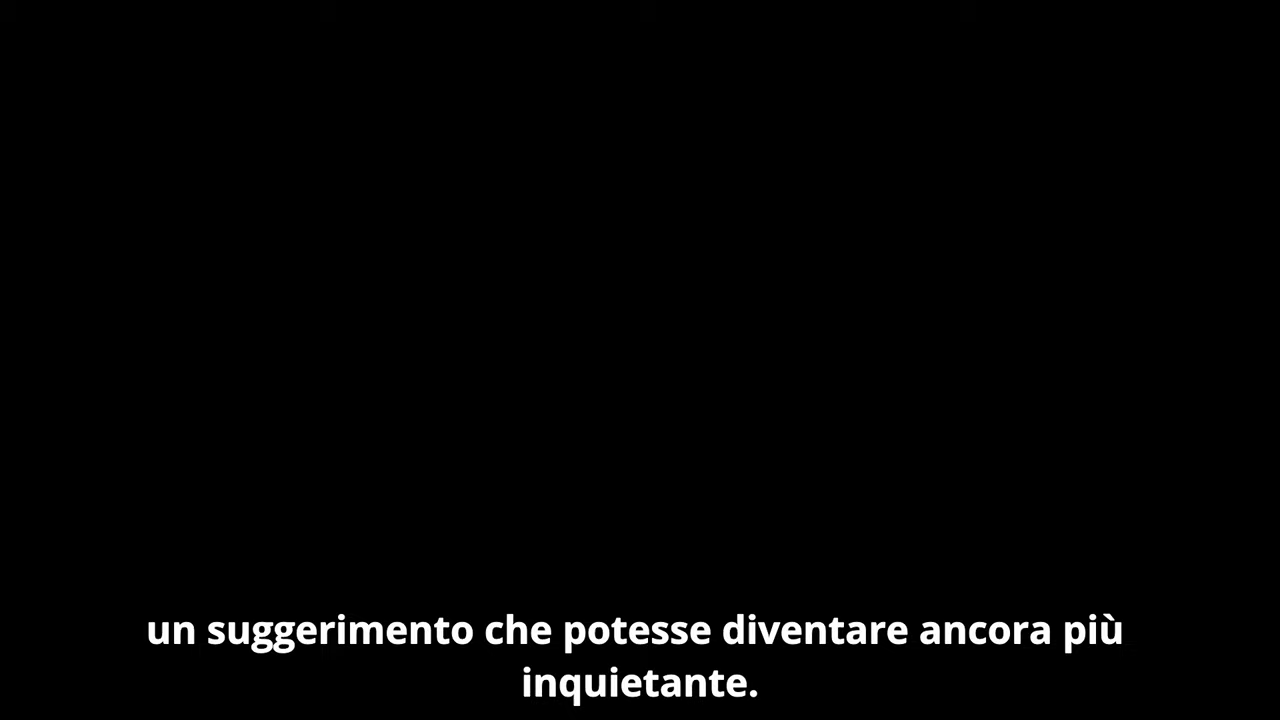 un suggerimento che potesse diventare ancora più
inquietante.